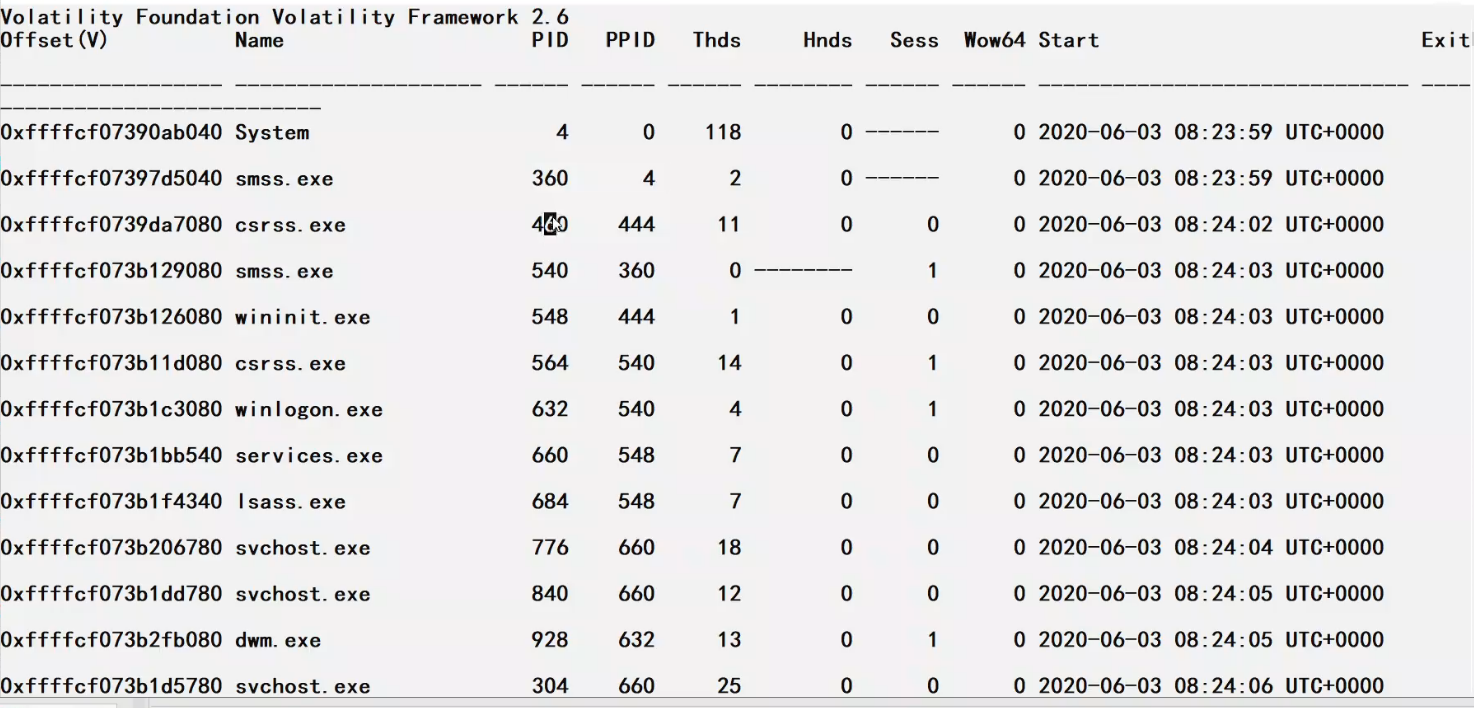 Volatility Foundation Volatility Framework 2.6
Offset(V) Name PID PPID Thds Hnds Sess Wow64 Start Exit
------------------ -------------------- ------ ------ ------ -------- ------ ------ ------------------------------ ----
--------------------------
0xffffcf07390ab040 System 4 0 118 0 ------ 0 2020-06-03 08:23:59 UTC+0000
0xffffcf07397d5040 smss.exe 360 4 2 0 ------ 0 2020-06-03 08:23:59 UTC+0000
0xffffcf0739da7080 csrss.exe 444 11 0 0 0 2020-06-03 08:24:02 UTC+0000
0xffffcf073b129080 smss.exe 540 360 0 -------- 1 0 2020-06-03 08:24:03 UTC+0000
0xffffcf073b126080 wininit.exe 548 444 1 0 0 0 2020-06-03 08:24:03 UTC+0000
0xffffcf073b11d080 csrss.exe 564 540 14 0 1 0 2020-06-03 08:24:03 UTC+0000
0xffffcf073b1c3080 winlogon.exe 632 540 4 0 1 0 2020-06-03 08:24:03 UTC+0000
0xffffcf073b1bb540 services.exe 660 548 7 0 0 0 2020-06-03 08:24:03 UTC+0000
0xffffcf073b1f4340 lsass.exe 684 548 7 0 0 0 2020-06-03 08:24:03 UTC+0000
0xffffcf073b206780 svchost.exe 776 660 18 0 0 0 2020-06-03 08:24:04 UTC+0000
0xffffcf073b1dd780 svchost.exe 840 660 12 0 0 0 2020-06-03 08:24:05 UTC+0000
0xffffcf073b2fb080 dwm.exe 928 632 13 0 1 0 2020-06-03 08:24:05 UTC+0000
0xffffcf073b1d5780 svchost.exe 304 660 25 0 0 0 2020-06-03 08:24:06 UTC+0000